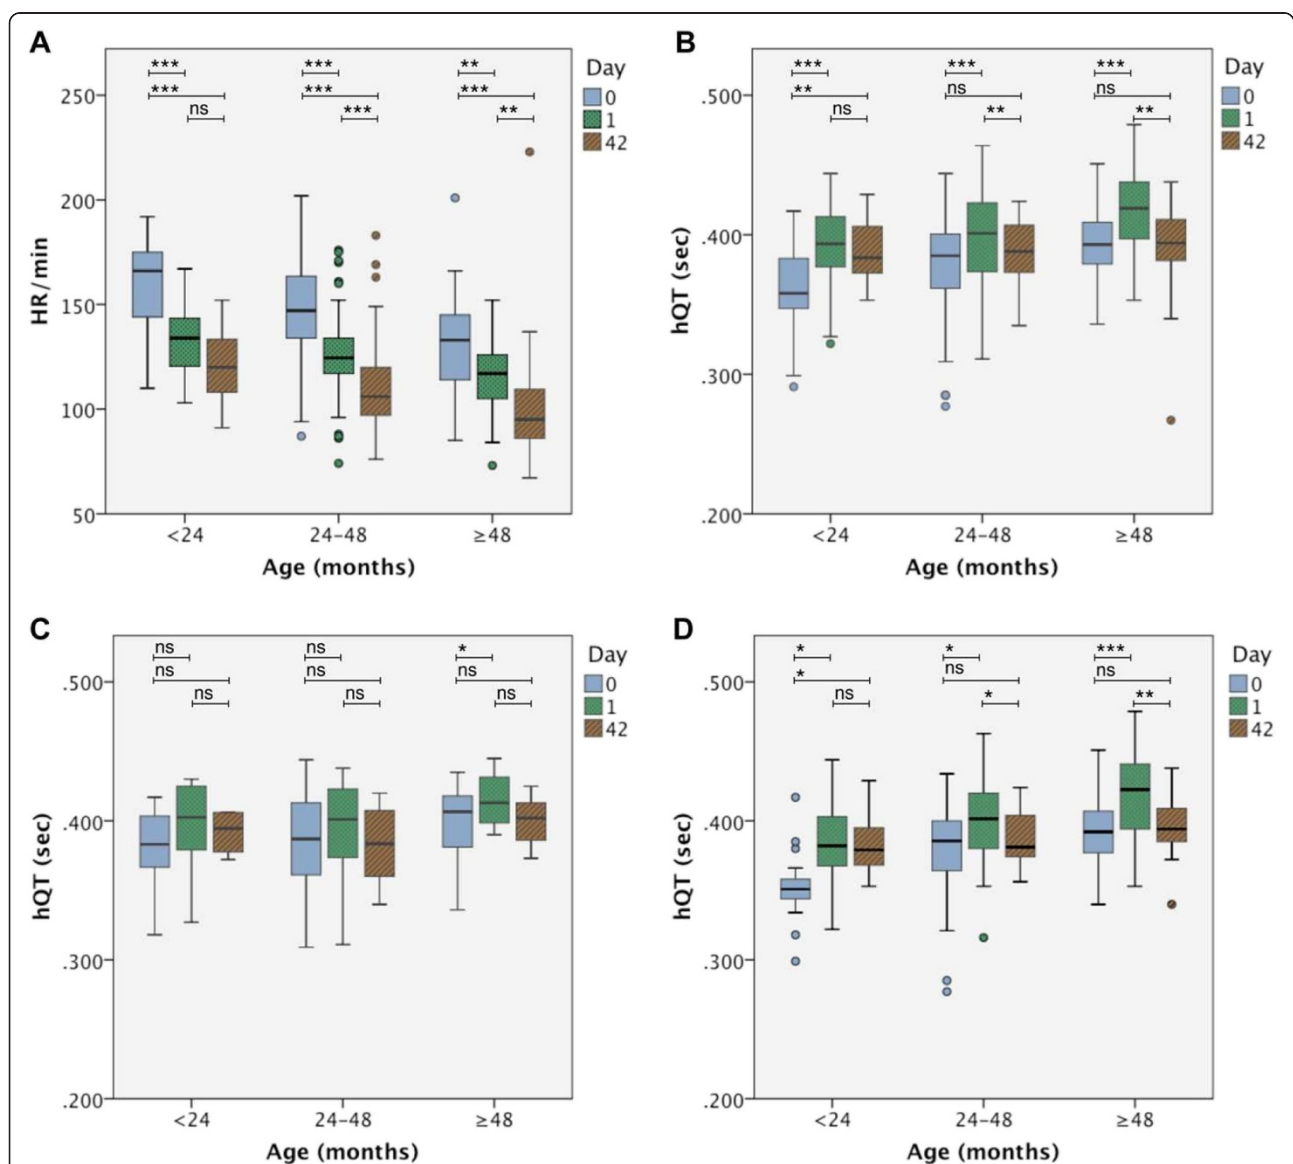 A
Day
0
1
42
***
***
ns
***
***
***
**
***
**
250
200
150
100
50
HR/min
<24
24–48
≥48
Age (months)
B
Day
0
1
42
***
**
ns
***
ns
**
***
ns
**
.500
.400
.300
.200
hQT (sec)
<24
24–48
≥48
Age (months)
C
Day
0
1
42
ns
ns
ns
ns
ns
ns
*
ns
ns
.500
.400
.300
.200
hQT (sec)
<24
24–48
≥48
Age (months)
D
Day
0
1
42
*
*
ns
*
ns
*
***
ns
**
.500
.400
.300
.200
hQT (sec)
<24
24–48
≥48
Age (months)